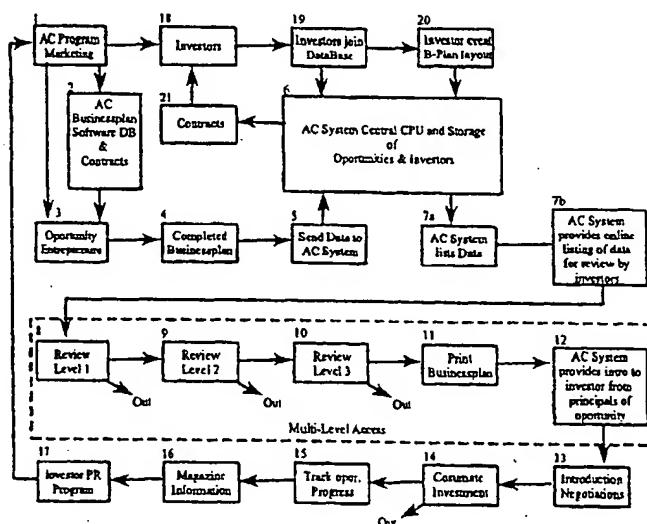 1
AC Program
Marketing
18
Investors
19
Investors join
DataBase
20
Investor creat
B-Plan layout
2
AC
Businessplan
Software DB
&
Contracts
21
Contracts
6
AC System Central CPU and Storage
of
Oportunities & Investors
3
Oportunity
Entrepenure
4
Completed
Businessplan
5
Send Data to
AC System
7a
AC System
lists Data
7b
AC System
provides online
listing of data
for review by
investors
8
Review
Level 1
Out
9
Review
Level 2
Out
10
Review
Level 3
Out
11
Print
Businessplan
12
AC System
provides intro to
investor from
principals of
oportunity
Multi-Level Access
17
Investor PR
Program
16
Magazine
Information
15
Track opor.
Progress
14
Consmate
Investment
Out
13
Introduction
Negotiations